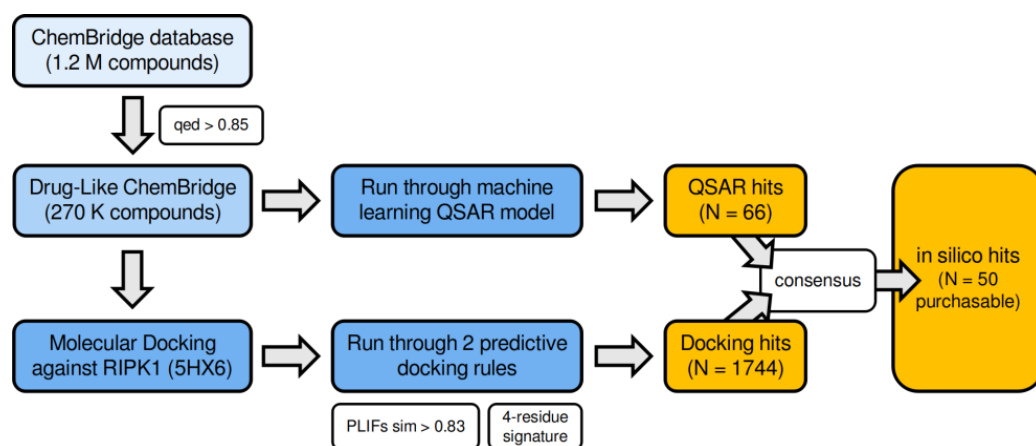 ChemBridge database
(1.2 M compounds)
qed > 0.85
Drug-Like ChemBridge
(270 K compounds)
Run through machine
learning QSAR model
QSAR hits
(N = 66)
consensus
in silico hits
(N = 50
purchasable)
Molecular Docking
against RIPK1 (5HX6)
Run through 2 predictive
docking rules
Docking hits
(N = 1744)
PLIFs sim > 0.83
4-residue
signature